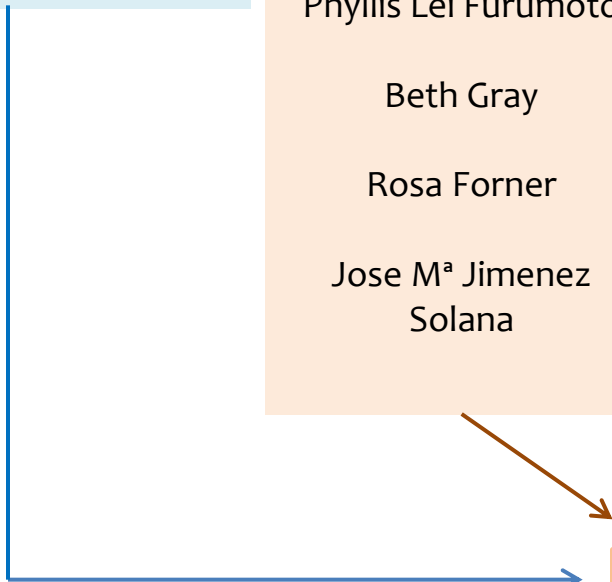 Phyllis Lei Furumoto
Beth Gray
Rosa Forner
Jose Mª Jimenez
Solana